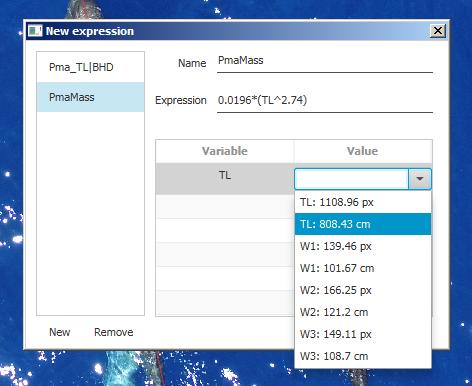 New expression
Pma_TL|BHD
PmaMass
Name PmaMass
Expression 0.0196*(TL^2.74)
Variable Value
TL
TL: 1108.96 px
TL: 808.43 cm
W1: 139.46 px
W1: 101.67 cm
W2: 166.25 px
W2: 121.2 cm
W3: 149.11 px
W3: 108.7 cm
New Remove